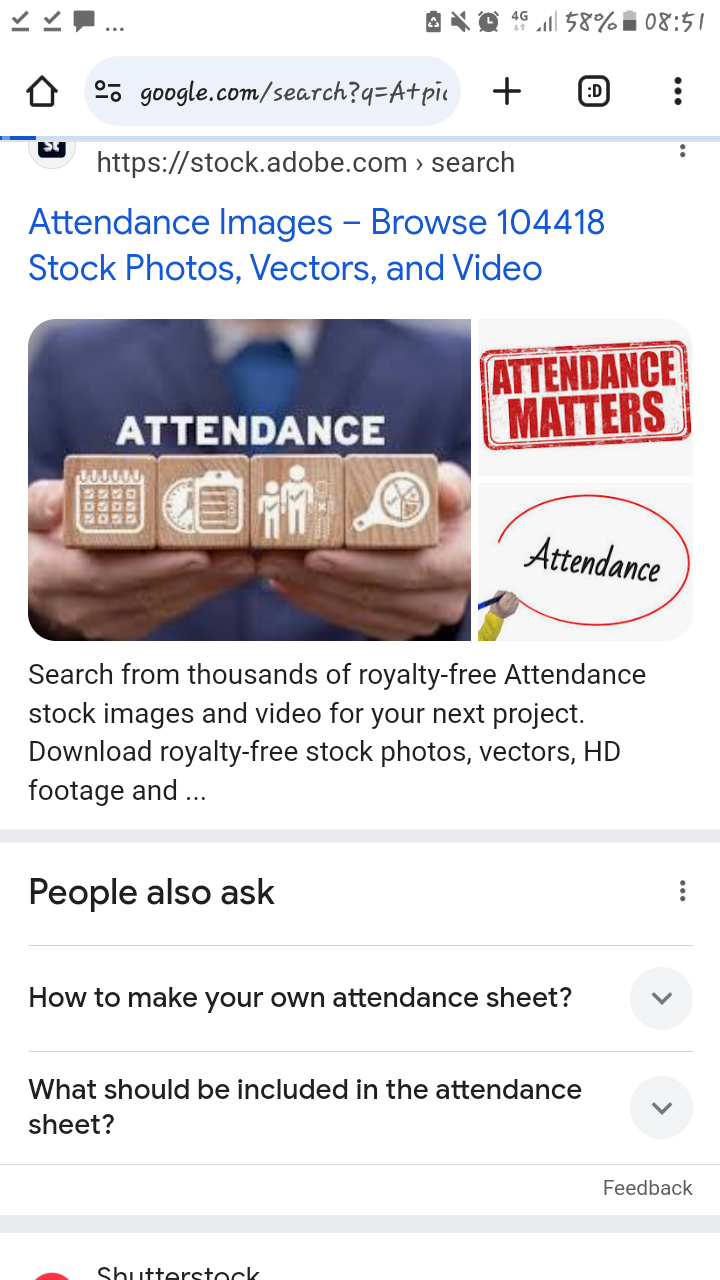 ...
4G
58%
08:51
google.com/search?q=A+pic
:D
st
https://stock.adobe.com › search
Attendance Images – Browse 104418
Stock Photos, Vectors, and Video
ATTENDANCE
ATTENDANCE
MATTERS
Attendance
Search from thousands of royalty-free Attendance
stock images and video for your next project.
Download royalty-free stock photos, vectors, HD
footage and ...
People also ask
How to make your own attendance sheet?
What should be included in the attendance
sheet?
Feedback
Shutterstock